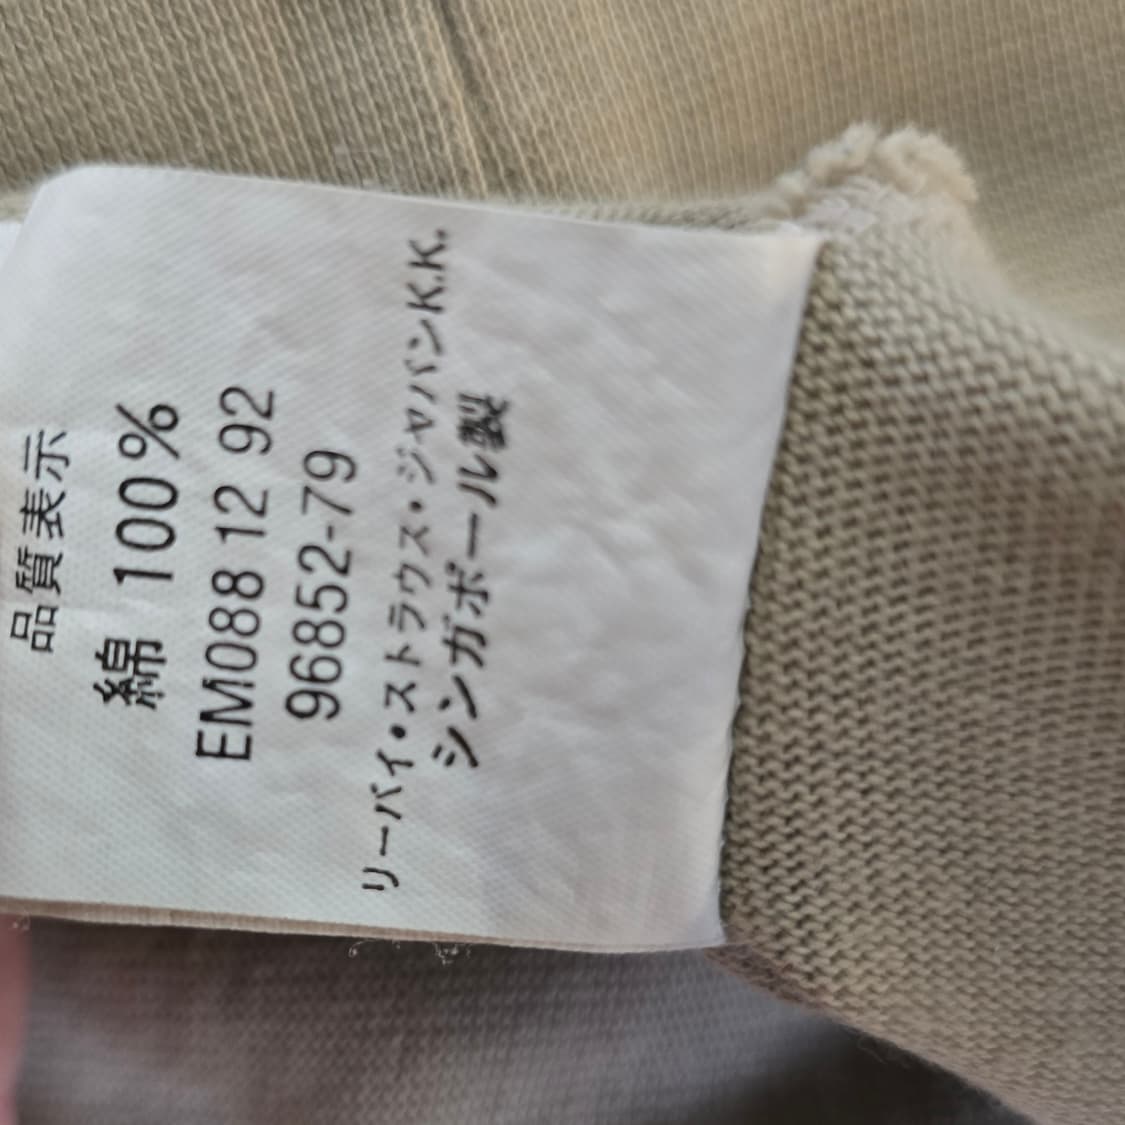 品質表示
綿 100%
EM088 12 92
96852-79
リーバイ・ストラウス・ジャパンK.K.
シンガポール製